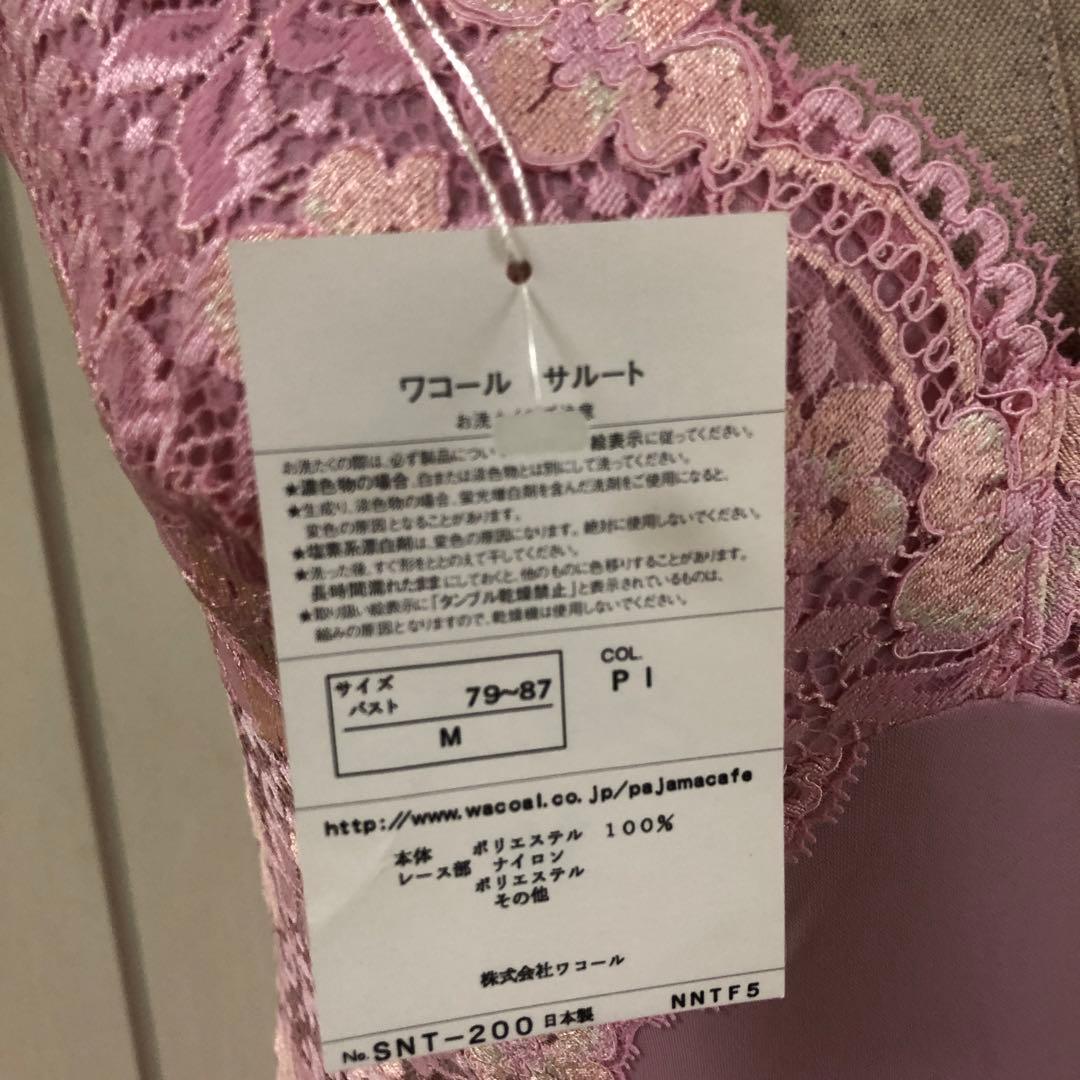 ワコール サルート
お洗
お洗たくの際は、必ず製品につい 絵表示に従ってください。
★濃色物の場合、白または淡色物とは別にして洗ってください。
★生成り、淡色物の場合、蛍光増白剤を含んだ洗剤をご使用になると、
変色の原因となることがあります。
★塩素系漂白剤は、変色の原因になります。絶対に使用しないでください。
★洗った後、すぐ形をととのえて干してください。
長時間濡れたままにしておくと、他のものに色移りすることがあります。
★取り扱い絵表示に「タンブル乾燥禁止」と表示されているものは、
縮みの原因となりますので、乾燥機は使用しないでください。
サイズ
バスト 79~87
M
COL.
PI
http://www.wacoal.co.jp/pajamacafe
本体 ポリエステル 100%
レース部 ナイロン
ポリエステル
その他
株式会社ワコール
No. SNT-200 日本製 NNTF5